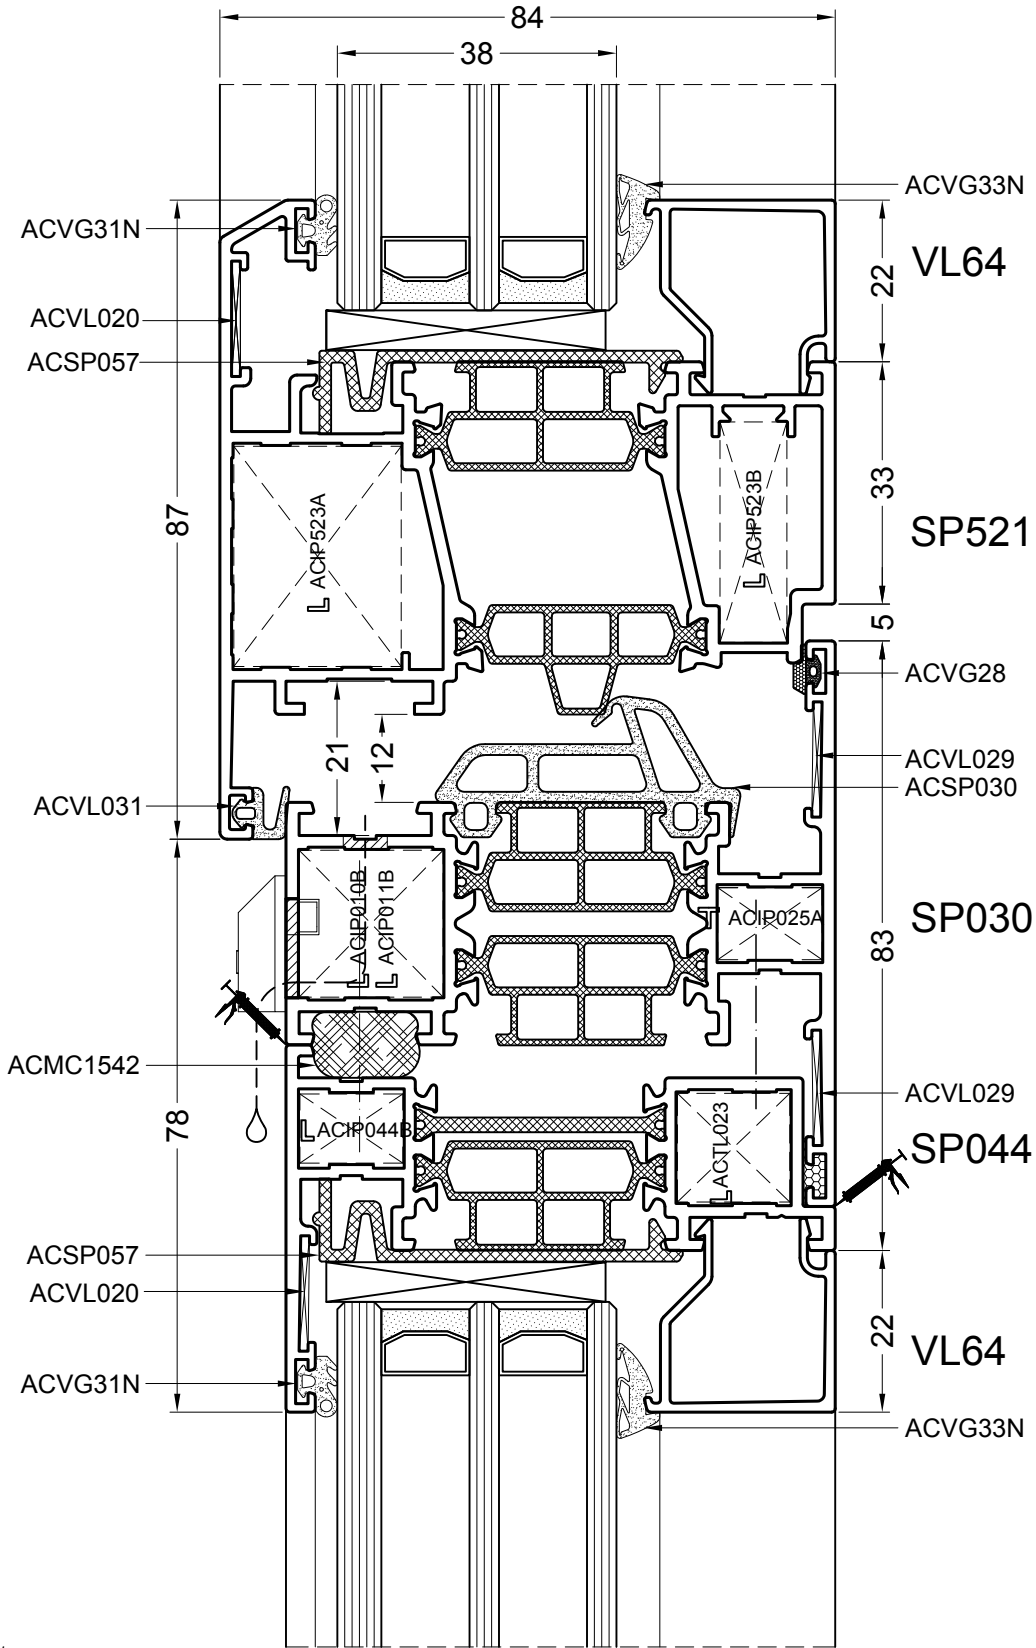 84
38
ACVG33N
ACVG31N
VL64
22
ACVL020
ACSP057
33
87
ACIP523A
ACIP523B
SP521
5
ACVG28
21
12
ACVL029
ACSP030
ACVL031
ACIP010B
ACIP011B
ACIP025A
SP030
83
ACMC1542
ACVL029
78
ACIP044B
ACTL023
SP044
ACSP057
ACVL020
22
VL64
ACVG31N
ACVG33N